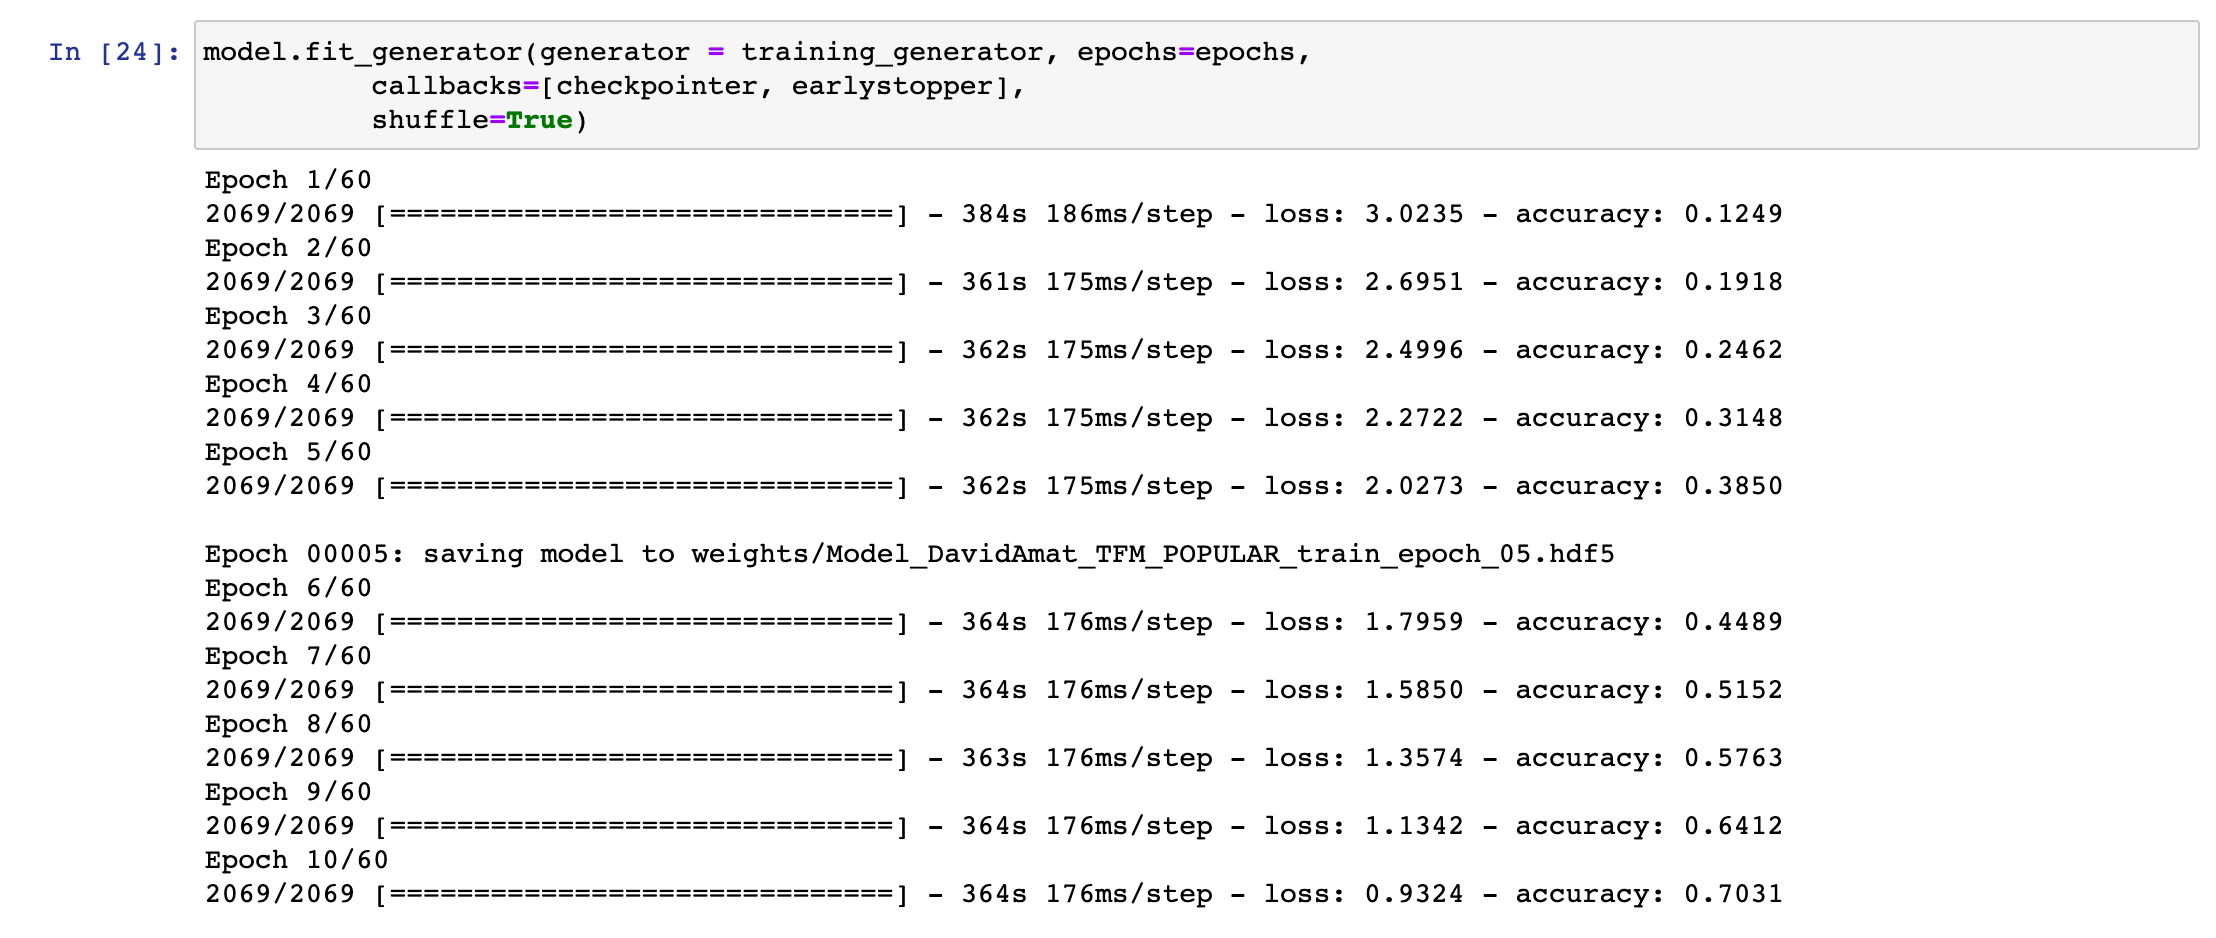 In [24]: model.fit_generator(generator = training_generator, epochs=epochs,
callbacks=[checkpointer, earlystopper],
shuffle=True)
Epoch 1/60
2069/2069 [==============================] - 384s 186ms/step - loss: 3.0235 - accuracy: 0.1249
Epoch 2/60
2069/2069 [==============================] - 361s 175ms/step - loss: 2.6951 - accuracy: 0.1918
Epoch 3/60
2069/2069 [==============================] - 362s 175ms/step - loss: 2.4996 - accuracy: 0.2462
Epoch 4/60
2069/2069 [==============================] - 362s 175ms/step - loss: 2.2722 - accuracy: 0.3148
Epoch 5/60
2069/2069 [==============================] - 362s 175ms/step - loss: 2.0273 - accuracy: 0.3850
Epoch 00005: saving model to weights/Model_DavidAmat_TFM_POPULAR_train_epoch_05.hdf5
Epoch 6/60
2069/2069 [==============================] - 364s 176ms/step - loss: 1.7959 - accuracy: 0.4489
Epoch 7/60
2069/2069 [==============================] - 364s 176ms/step - loss: 1.5850 - accuracy: 0.5152
Epoch 8/60
2069/2069 [==============================] - 363s 176ms/step - loss: 1.3574 - accuracy: 0.5763
Epoch 9/60
2069/2069 [==============================] - 364s 176ms/step - loss: 1.1342 - accuracy: 0.6412
Epoch 10/60
2069/2069 [==============================] - 364s 176ms/step - loss: 0.9324 - accuracy: 0.7031